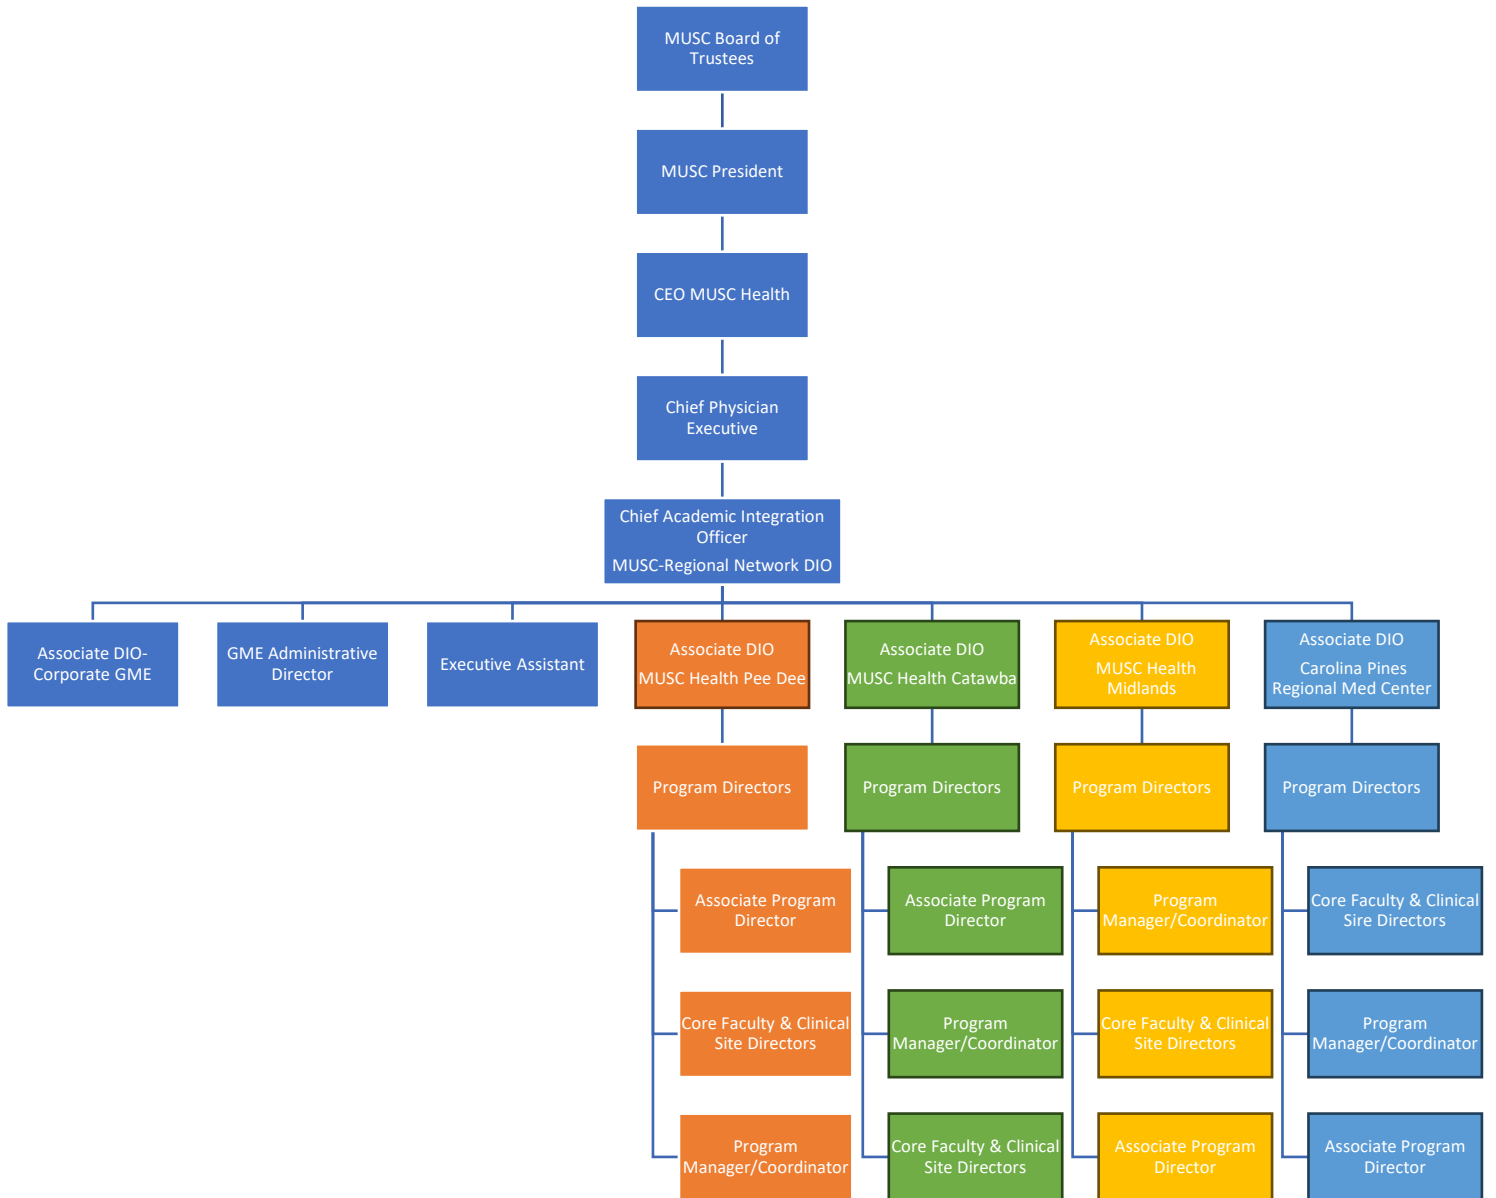 MUSC Board of
Trustees
MUSC President
CEO MUSC Health
Chief Physician
Executive
Chief Academic Integration
Officer
MUSC-Regional Network DIO
Associate DIO-
Corporate GME
GME Administrative
Director
Executive Assistant
Associate DIO
MUSC Health Pee Dee
Associate DIO
MUSC Health Catawba
Associate DIO
MUSC Health
Midlands
Associate DIO
Carolina Pines
Regional Med Center
Program Directors
Program Directors
Program Directors
Program Directors
Associate Program
Director
Associate Program
Director
Program
Manager/Coordinator
Core Faculty & Clinical
Sire Directors
Core Faculty & Clinical
Site Directors
Program
Manager/Coordinator
Core Faculty & Clinical
Site Directors
Program
Manager/Coordinator
Program
Manager/Coordinator
Core Faculty & Clinical
Site Directors
Associate Program
Director
Associate Program
Director